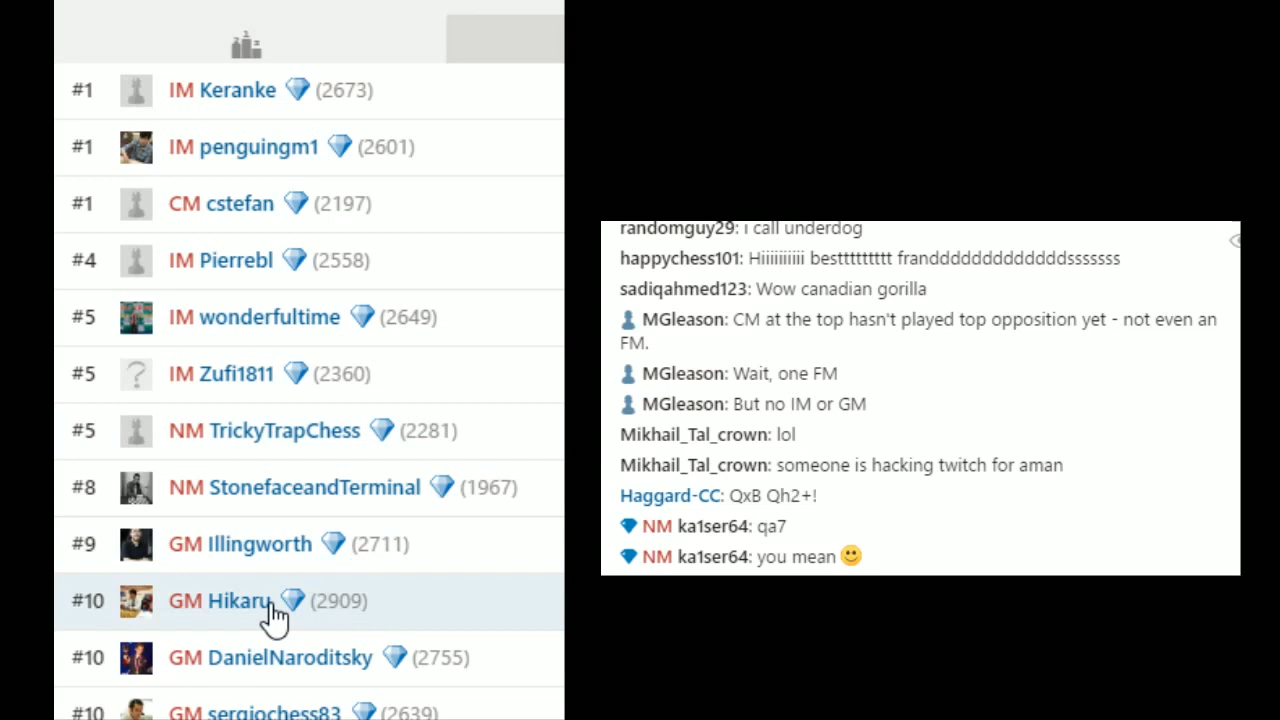 #1 IM Keranke (2673)
#1 IM penguingm1 (2601)
#1 CM cstefan (2197)
#4 IM Pierrebl (2558)
#5 IM wonderfultime (2649)
#5 IM Zufi1811 (2360)
#5 NM TrickyTrapChess (2281)
#8 NM StonefaceandTerminal (1967)
#9 GM Illingworth (2711)
#10 GM Hikaru (2909)
#10 GM DanielNaroditsky (2755)
#10 GM sergiochess83 (2639)
randomguy29: i call underdog
happychess101: Hiiiiiiiiii besttttttttt frandddddddddddddsssssss
sadiqahmed123: Wow canadian gorilla
MGleason: CM at the top hasn't played top opposition yet - not even an
FM.
MGleason: Wait, one FM
MGleason: But no IM or GM
Mikhail_Tal_crown: lol
Mikhail_Tal_crown: someone is hacking twitch for aman
Haggard-CC: QxB Qh2+!
NM ka1ser64: qa7
NM ka1ser64: you mean